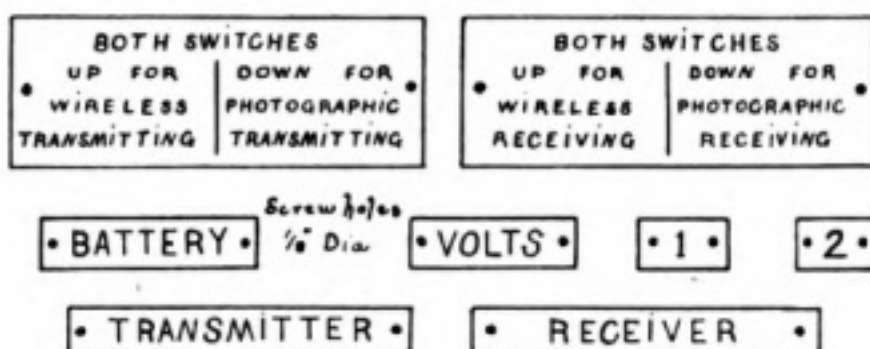 BOTH SWITCHES
UP FOR
WIRELESS
TRANSMITTING
DOWN FOR
PHOTOGRAPHIC
TRANSMITTING
BOTH SWITCHES
UP FOR
WIRELESS
RECEIVING
DOWN FOR
PHOTOGRAPHIC
RECEIVING
BATTERY
Screw holes
1/8" Dia
VOLTS
1
2
TRANSMITTER
RECEIVER